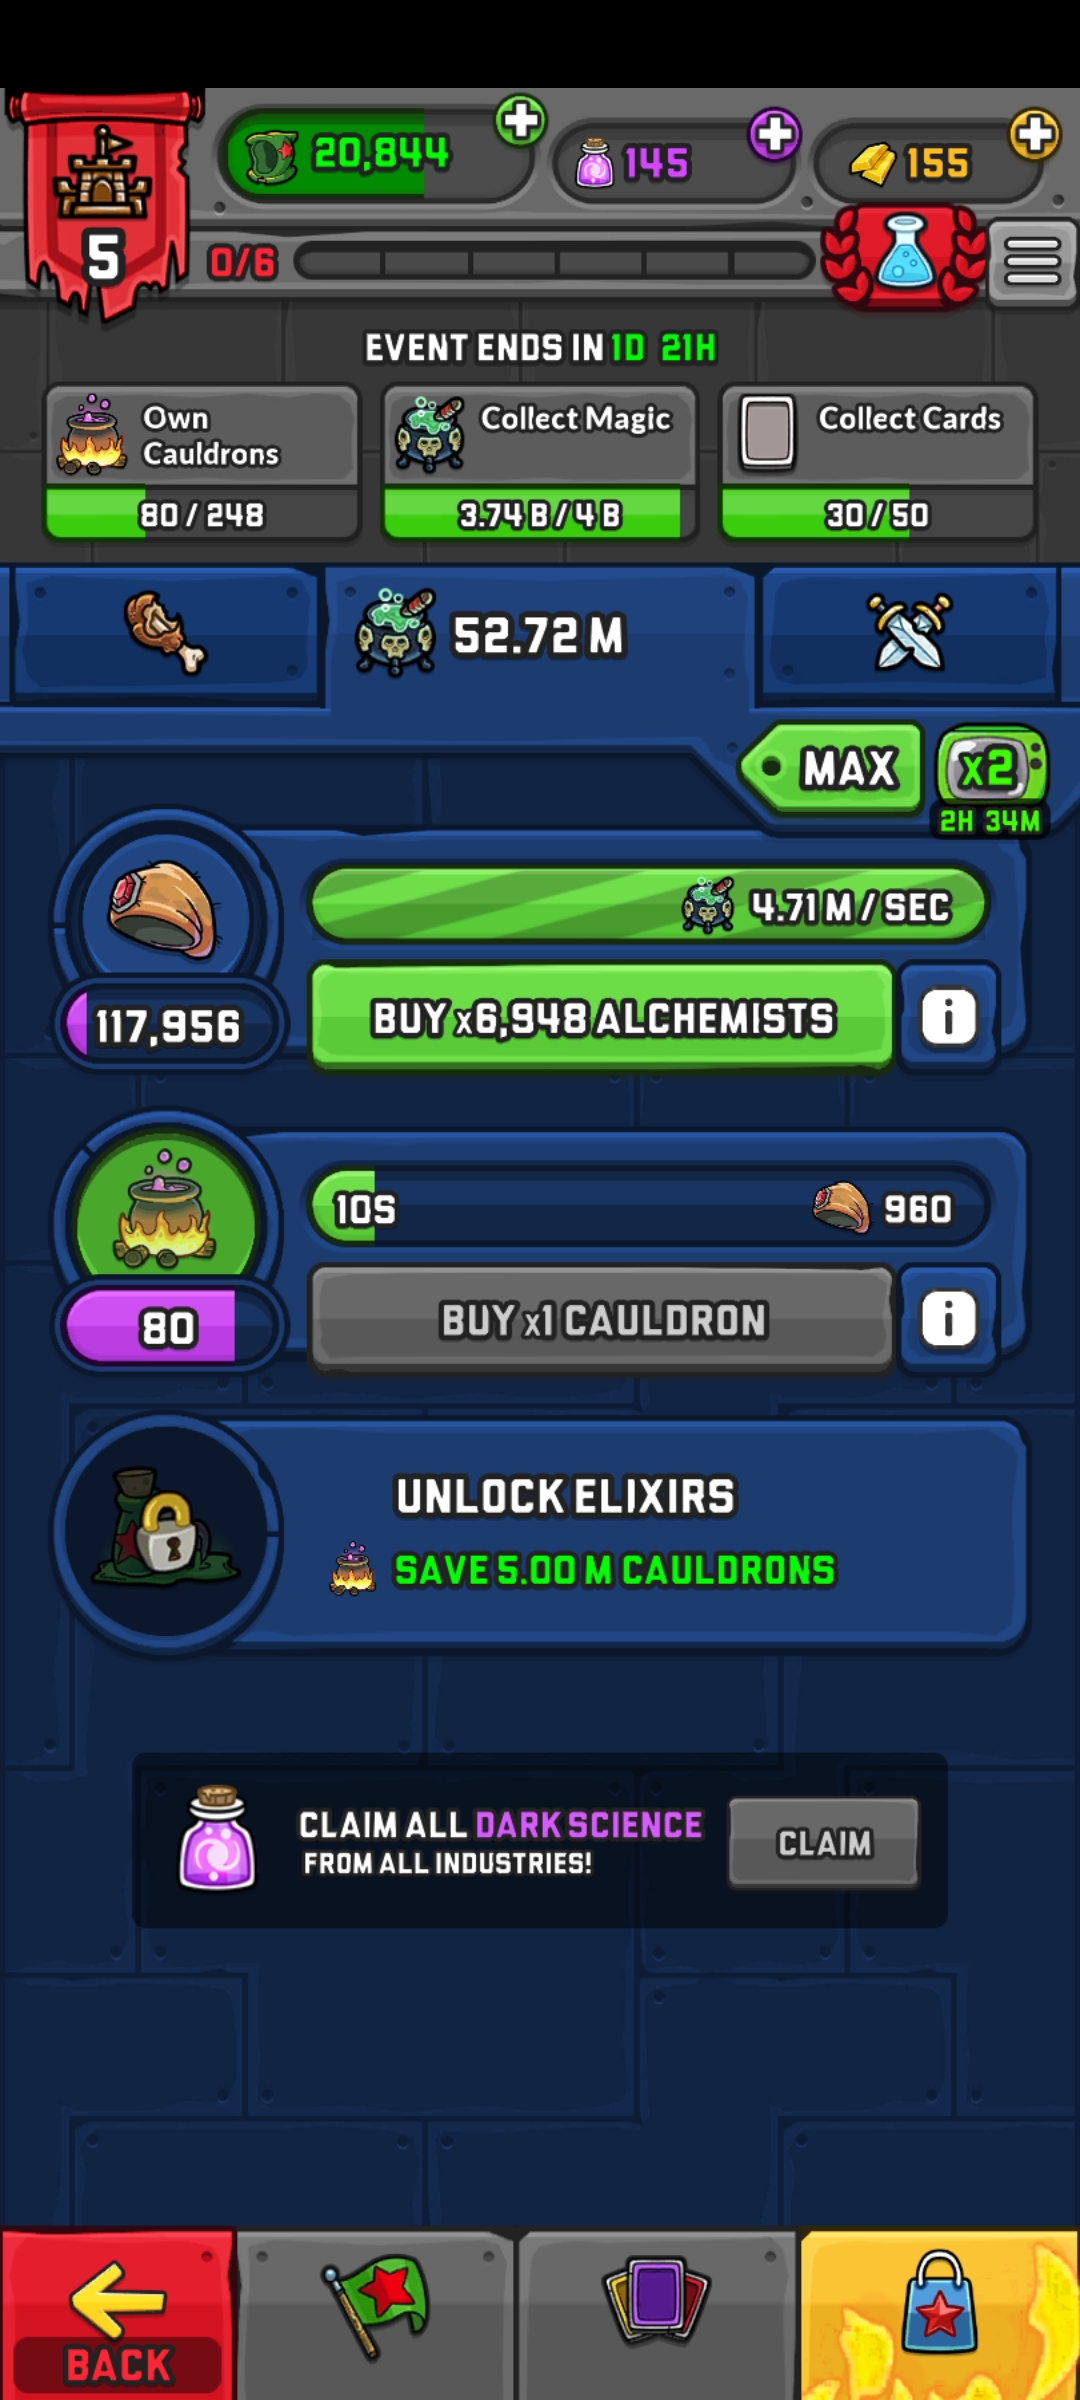 20,844
145
155
5
0/6
EVENT ENDS IN 1D 21H
Own
Cauldrons
80 / 248
Collect Magic
3.74 B / 4 B
Collect Cards
30 / 50
52.72 M
MAX
x2
2H 34M
4.71 M / SEC
117,956
BUY x6,948 ALCHEMISTS
i
10S
960
80
BUY x1 CAULDRON
i
UNLOCK ELIXIRS
SAVE 5.00 M CAULDRONS
CLAIM ALL DARK SCIENCE
FROM ALL INDUSTRIES!
CLAIM
BACK